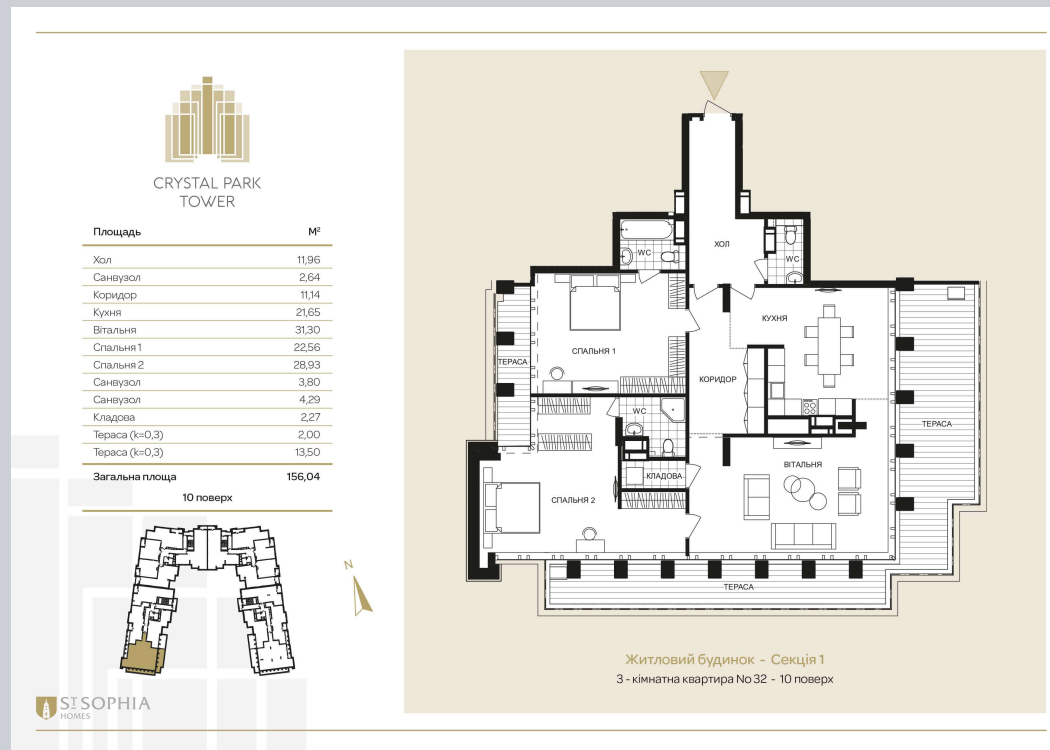 CRYSTAL PARK
TOWER
Площадь М²
Хол 11,96
Санвузол 2,64
Коридор 11,14
Кухня 21,65
Вітальня 31,30
Спальня 1 22,56
Спальня 2 28,93
Санвузол 3,80
Санвузол 4,29
Кладова 2,27
Тераса (k=0,3) 2,00
Тераса (k=0,3) 13,50
Загальна площа 156,04
10 поверх
N
ST SOPHIA
HOMES
ХОЛ
WC
WC
КУХНЯ
СПАЛЬНЯ 1
ТЕРАСА
КОРИДОР
WC
ТЕРАСА
ВІТАЛЬНЯ
КЛАДОВА
СПАЛЬНЯ 2
ТЕРАСА
Житловий будинок - Секція 1
3 - кімнатна квартира No 32 - 10 поверх